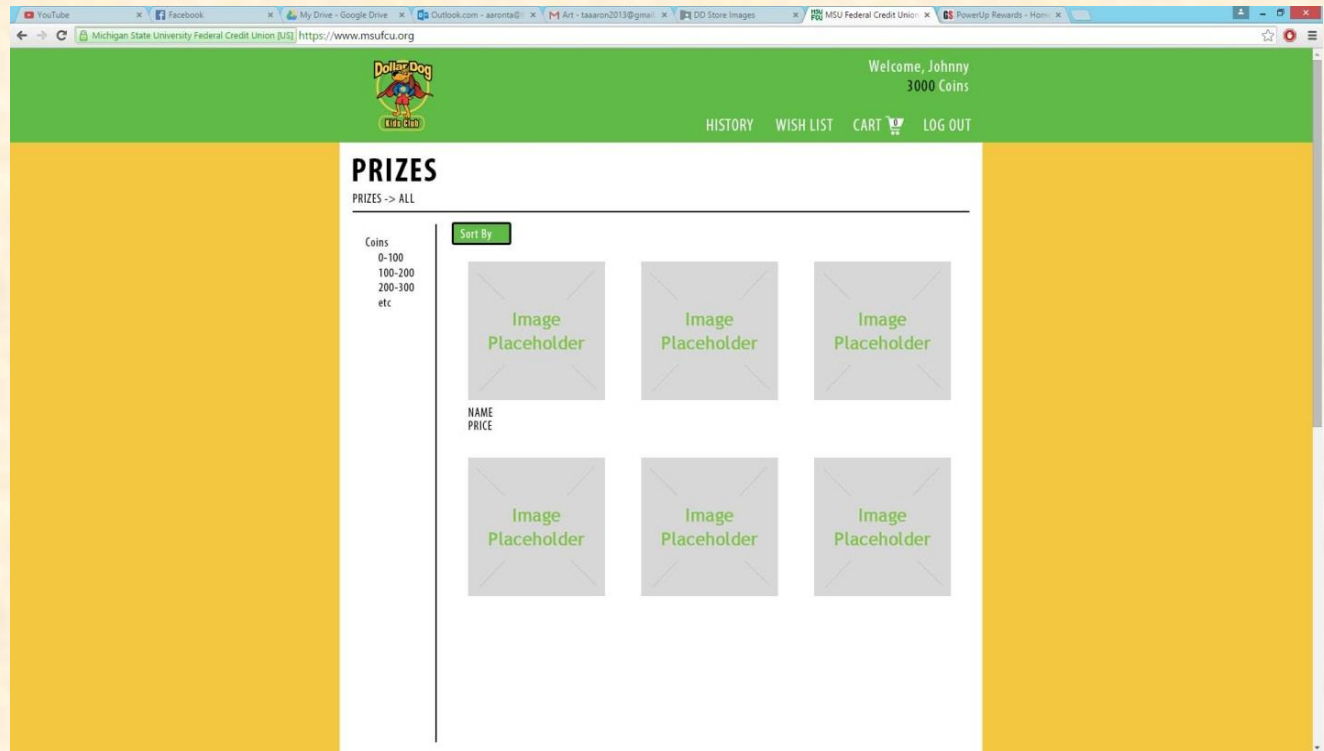 YouTube
Facebook
My Drive - Google Drive
Outlook.com - aaronta@
M Art - taaaron2013@gmail.
DD Store Images
MSU Federal Credit Union
GS PowerUp Rewards - Home
Michigan State University Federal Credit Union [US] https://www.msufcu.org
Dollar Dog
Kids Club
Welcome, Johnny
3000 Coins
HISTORY WISH LIST CART 0 LOG OUT
PRIZES
PRIZES -> ALL
Coins
0-100
100-200
200-300
etc
Sort By
Image
Placeholder
Image
Placeholder
Image
Placeholder
NAME
PRICE
Image
Placeholder
Image
Placeholder
Image
Placeholder